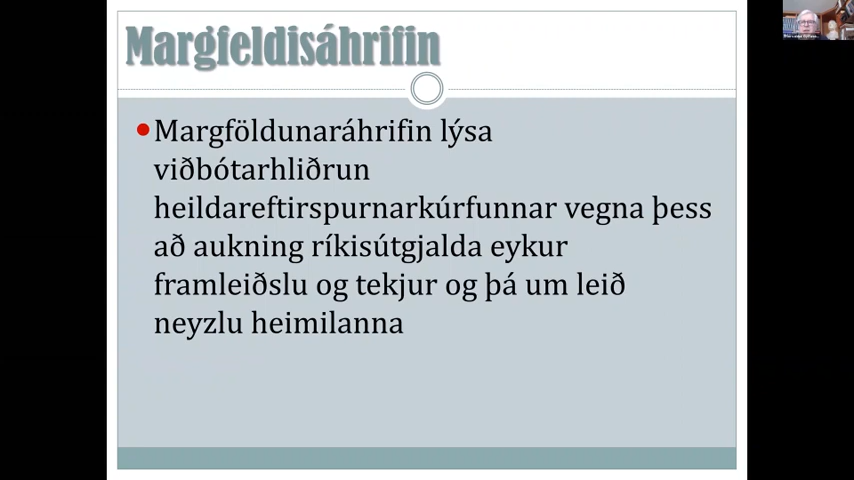 Margfeldisáhrifin
Margföldunaráhrifin lýsa
viðbótarhliðrun
heildareftirspurnarkúrfunnar vegna þess
að aukning ríkisútgjalda eykur
framleiðslu og tekjur og þá um leið
neyzlu heimilanna